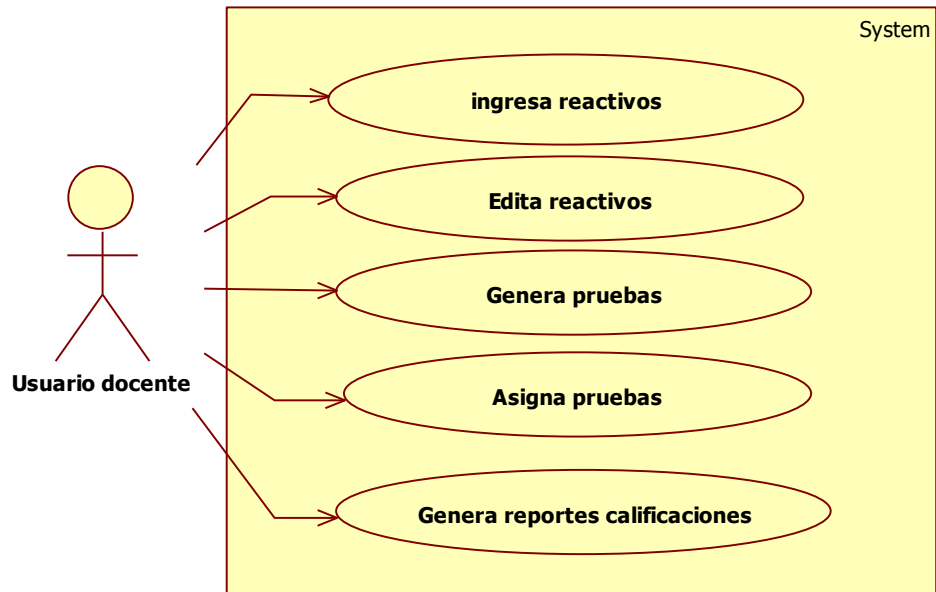 System
ingresa reactivos
Edita reactivos
Genera pruebas
Usuario docente
Asigna pruebas
Genera reportes calificaciones